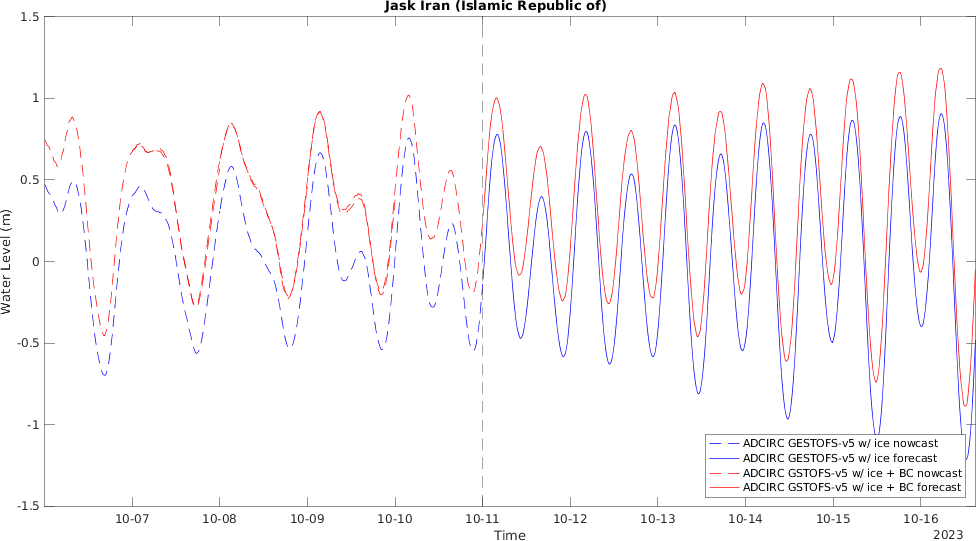 Jask Iran (Islamic Republic of)
1.5
1
0.5
0
-0.5
-1
-1.5
Water Level (m)
ADCIRC GESTOFS-v5 w/ ice nowcast
ADCIRC GESTOFS-v5 w/ ice forecast
ADCIRC GSTOFS-v5 w/ ice + BC nowcast
ADCIRC GSTOFS-v5 w/ ice + BC forecast
10-07 10-08 10-09 10-10 10-11 10-12 10-13 10-14 10-15 10-16
Time
2023